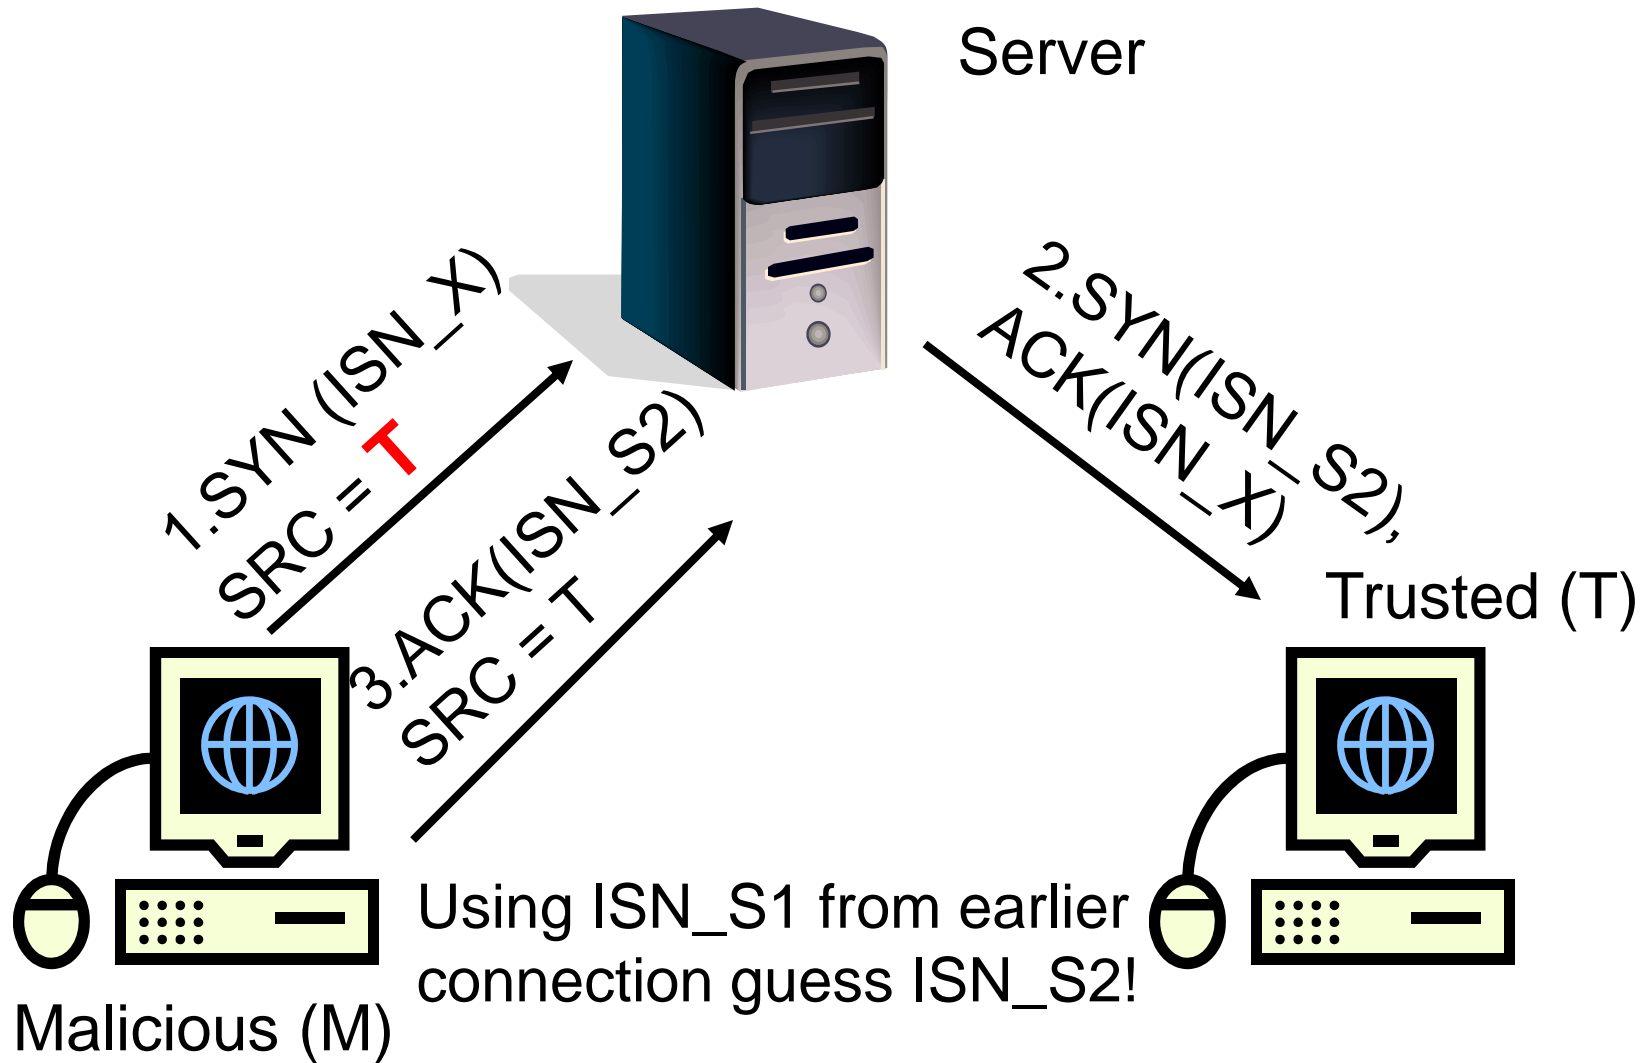 Server
1.SYN (ISN_X)
SRC = T
2.SYN(ISN_S2),
ACK(ISN_X)
3.ACK(ISN_S2)
SRC = T
Trusted (T)
Using ISN_S1 from earlier
connection guess ISN_S2!
Malicious (M)